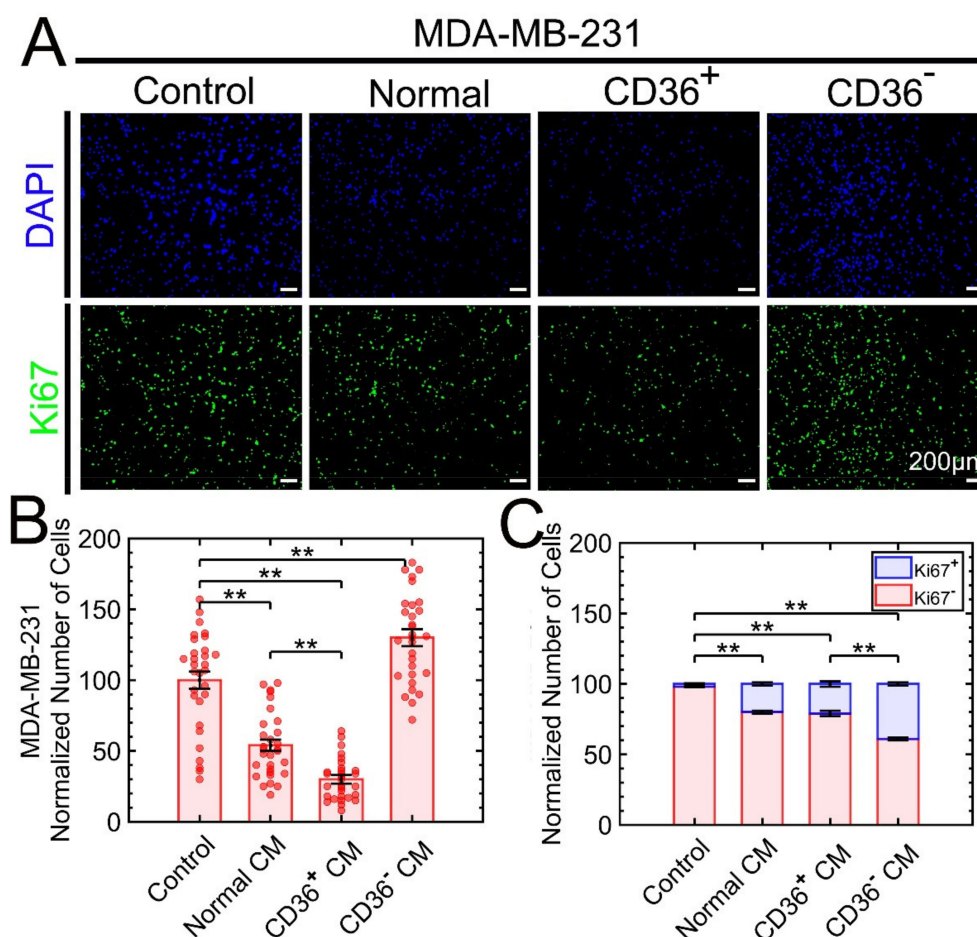 A
MDA-MB-231
Control Normal CD36⁺ CD36⁻
DAPI
Ki67
200μm
B
MDA-MB-231
Normalized Number of Cells
200
150
100
50
0
**
**
**
**
Control
Normal CM
CD36⁺ CM
CD36⁻ CM
C
Normalized Number of Cells
200
150
100
50
0
Ki67⁺
Ki67⁻
**
**
**
**
Control
Normal CM
CD36⁺ CM
CD36⁻ CM